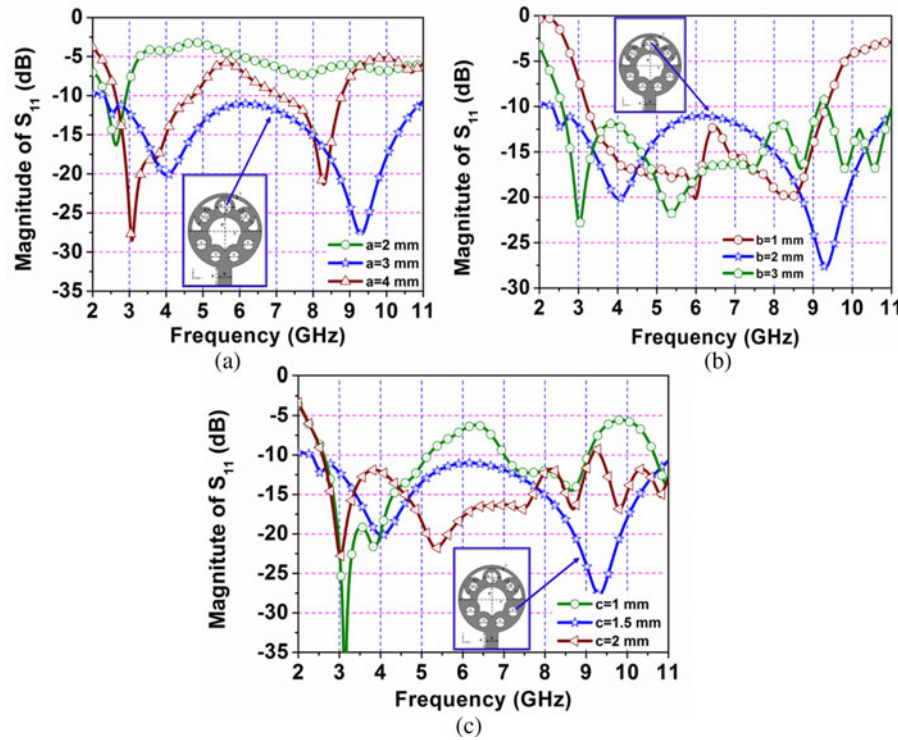 0
-5
-10
-15
-20
-25
-30
-35
Magnitude of S11 (dB)
a=2 mm
a=3 mm
a=4 mm
2 3 4 5 6 7 8 9 10 11
Frequency (GHz)
(a)
0
-5
-10
-15
-20
-25
-30
Magnitute of S11 (dB)
b=1 mm
b=2 mm
b=3 mm
2 3 4 5 6 7 8 9 10 11
Frequency (GHz)
(b)
0
-5
-10
-15
-20
-25
-30
-35
Magnitute of S11 (dB)
c=1 mm
c=1.5 mm
c=2 mm
2 3 4 5 6 7 8 9 10 11
Frequency (GHz)
(c)